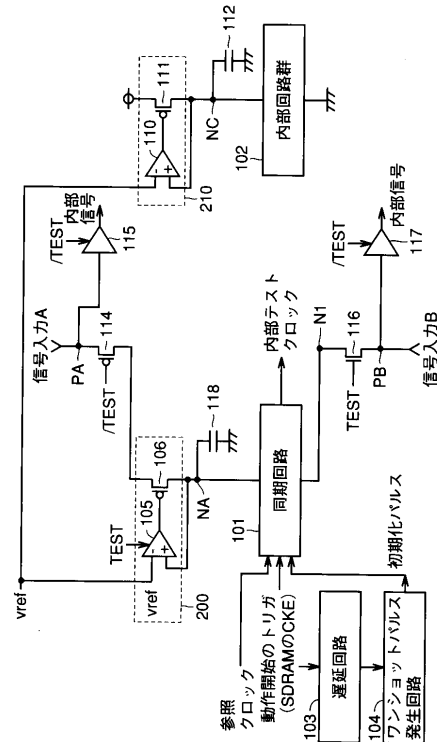 vref
信号入力A
PA
/TEST
内部
信号
115
114
/TEST
TEST
vref
-
+
105
106
200
NA
118
110
-
+
111
210
NC
112
内部回路群
102
参照
クロック
動作開始のトリガ
(SDRAMのCKE)
同期回路
101
内部テスト
クロック
N1
遅延回路
103
初期化パルス
ワンショットパルス
発生回路
104
TEST
116
PB
信号入力B
/TEST
117
内部信号